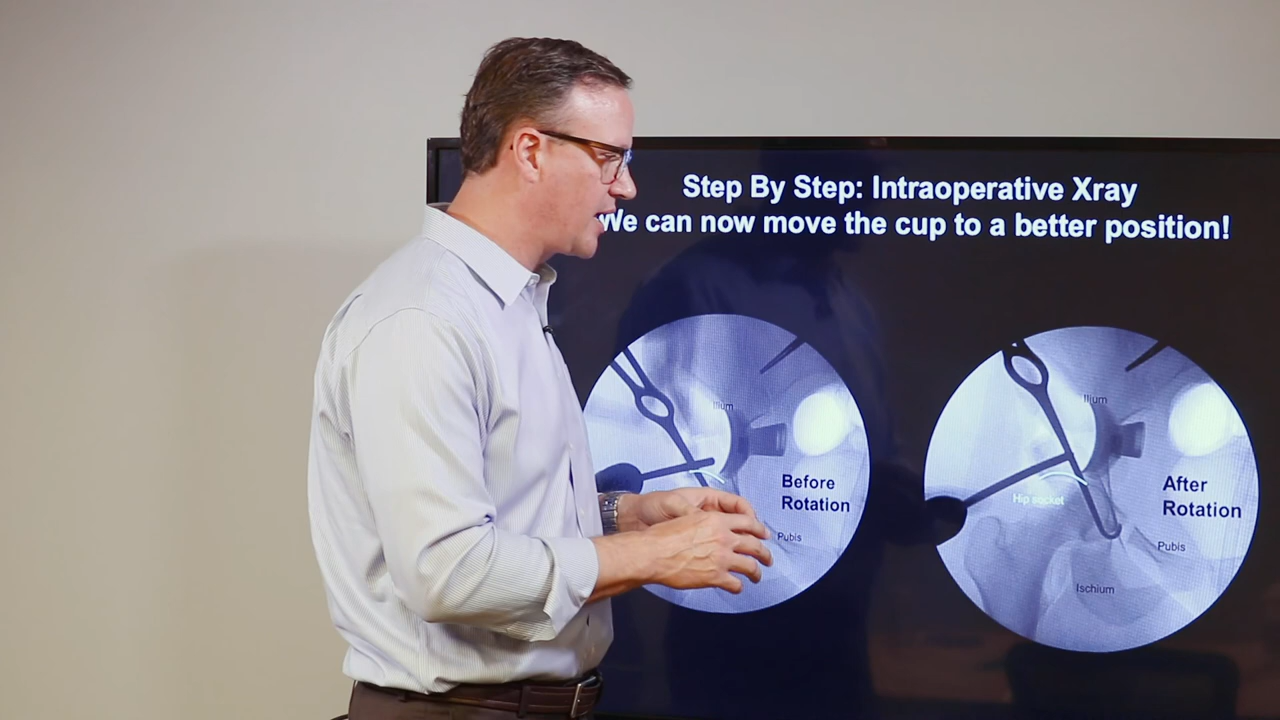 Step By Step: Intraoperative Xray
We can now move the cup to a better position!
Ilium
Before
Rotation
Pubis
Ilium
Hip socket
After
Rotation
Pubis
Ischium